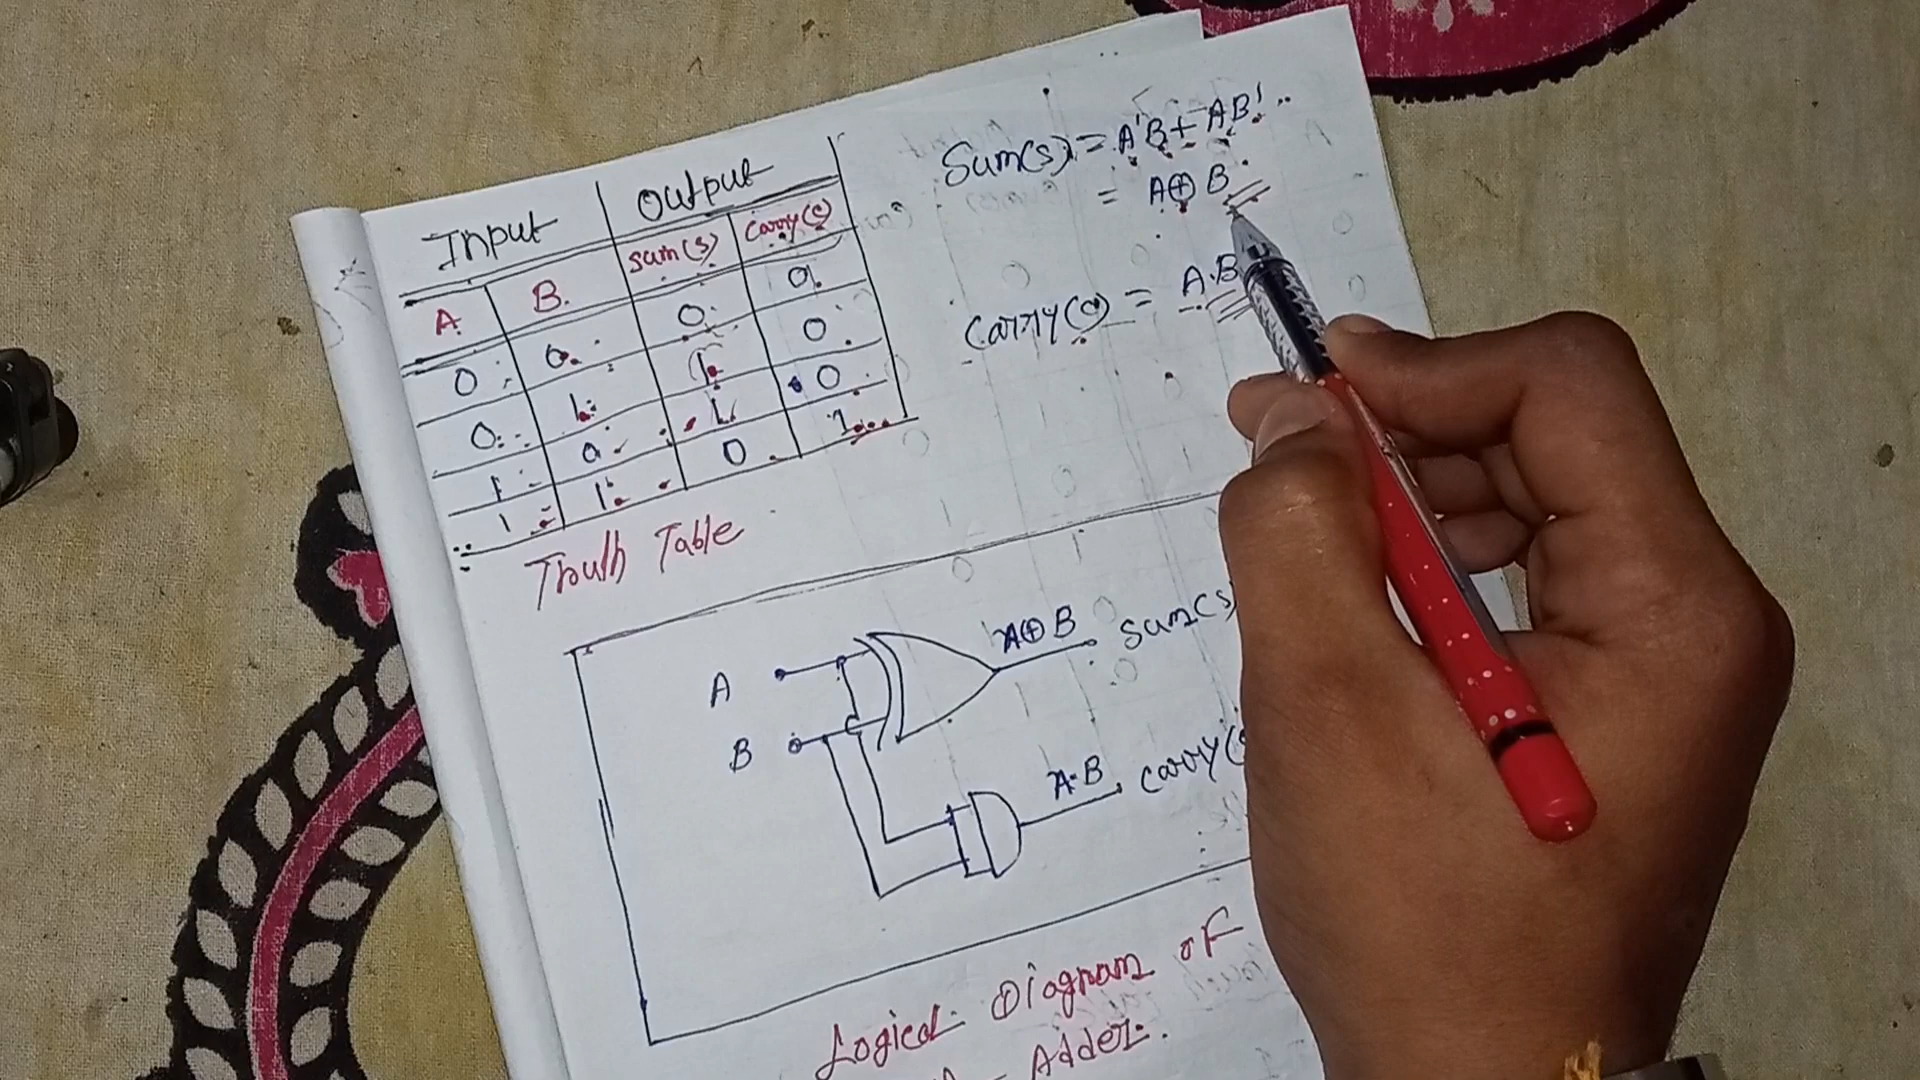 Input Output
A B. sum(s) carry(c)
0 0 0 0
0 1 1 0
1 0 1 0
1 1 0 1
Truth Table
Sum(s) = A'B + AB'
= A⊕B
Carry(c) = A.B
A
B
A⊕B Sum(s)
A.B carry(
Logical Diagram of
- Adder.